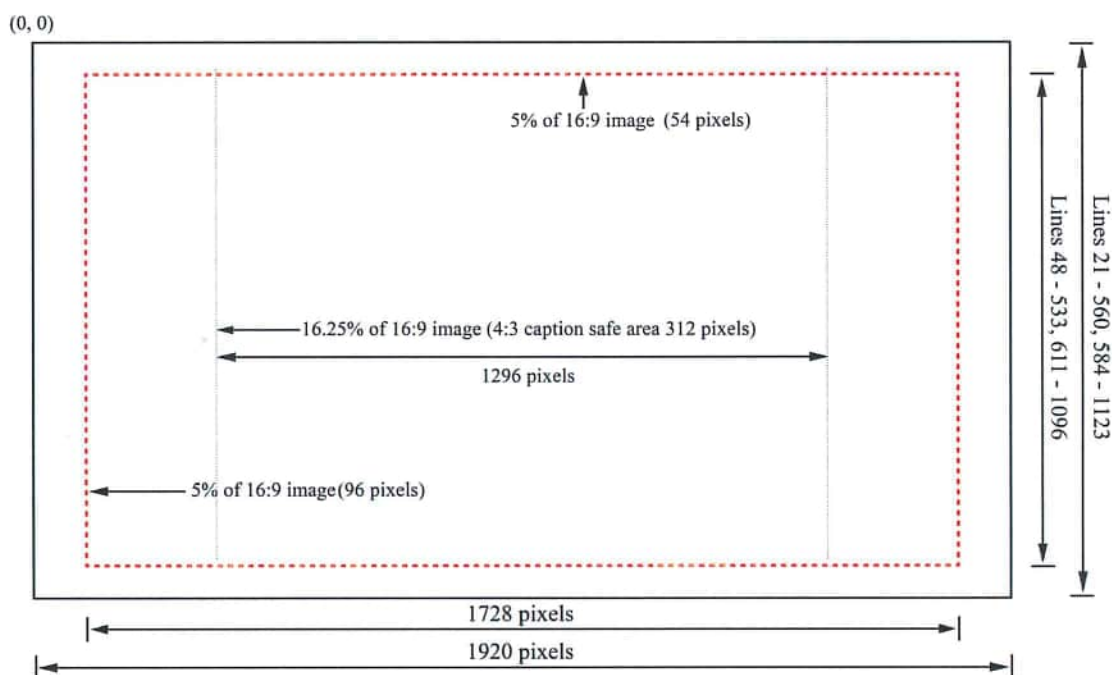 (0, 0)
5% of 16:9 image (54 pixels)
16.25% of 16:9 image (4:3 caption safe area 312 pixels)
1296 pixels
5% of 16:9 image(96 pixels)
Lines 48 - 533, 611 - 1096
Lines 21 - 560, 584 - 1123
1728 pixels
1920 pixels